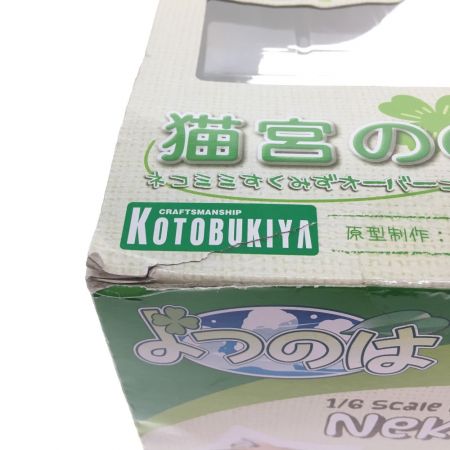 猫宮の
ネコミミすくみずオーバーニ
CRAFTSMANSHIP
KOTOBUKIYA
原型制作：
よつのは
1/6 Scale
Nek